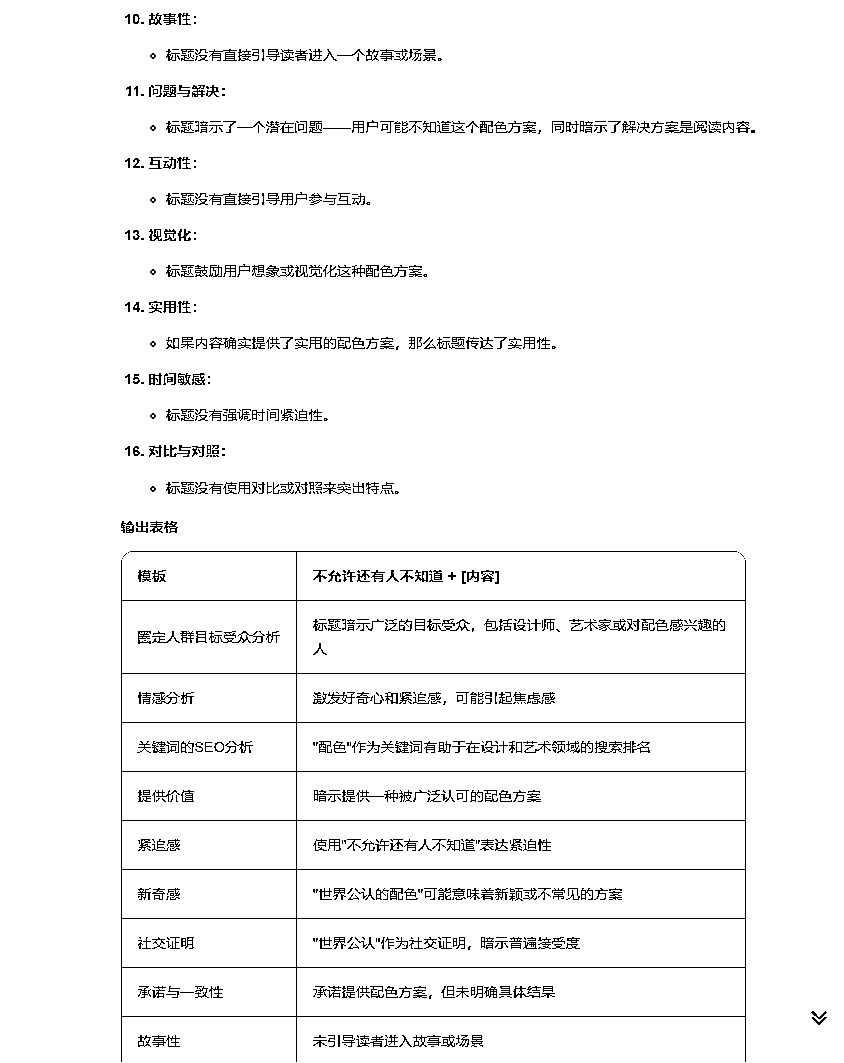 10. 故事性：
标题没有直接引导读者进入一个故事或场景。
11. 问题与解决：
标题暗示了一个潜在问题——用户可能不知道这个配色方案，同时暗示了解决方案是阅读内容。
12. 互动性：
标题没有直接引导用户参与互动。
13. 视觉化：
标题鼓励用户想象或视觉化这种配色方案。
14. 实用性：
如果内容确实提供了实用的配色方案，那么标题传达了实用性。
15. 时间敏感：
标题没有强调时间紧迫性。
16. 对比与对照：
标题没有使用对比或对照来突出特点。
输出表格
模板 不允许还有人不知道 + [内容]
圈定人群目标受众分析 标题暗示广泛的目标受众，包括设计师、艺术家或对配色感兴趣的
人
情感分析 激发好奇心和紧迫感，可能引起焦虑感
关键词的SEO分析 "配色"作为关键词有助于在设计和艺术领域的搜索排名
提供价值 暗示提供一种被广泛认可的配色方案
紧迫感 使用"不允许还有人不知道"表达紧迫性
新奇感 "世界公认的配色"可能意味着新颖或不常见的方案
社交证明 "世界公认"作为社交证明，暗示普遍接受度
承诺与一致性 承诺提供配色方案，但未明确具体结果
故事性 未引导读者进入故事或场景